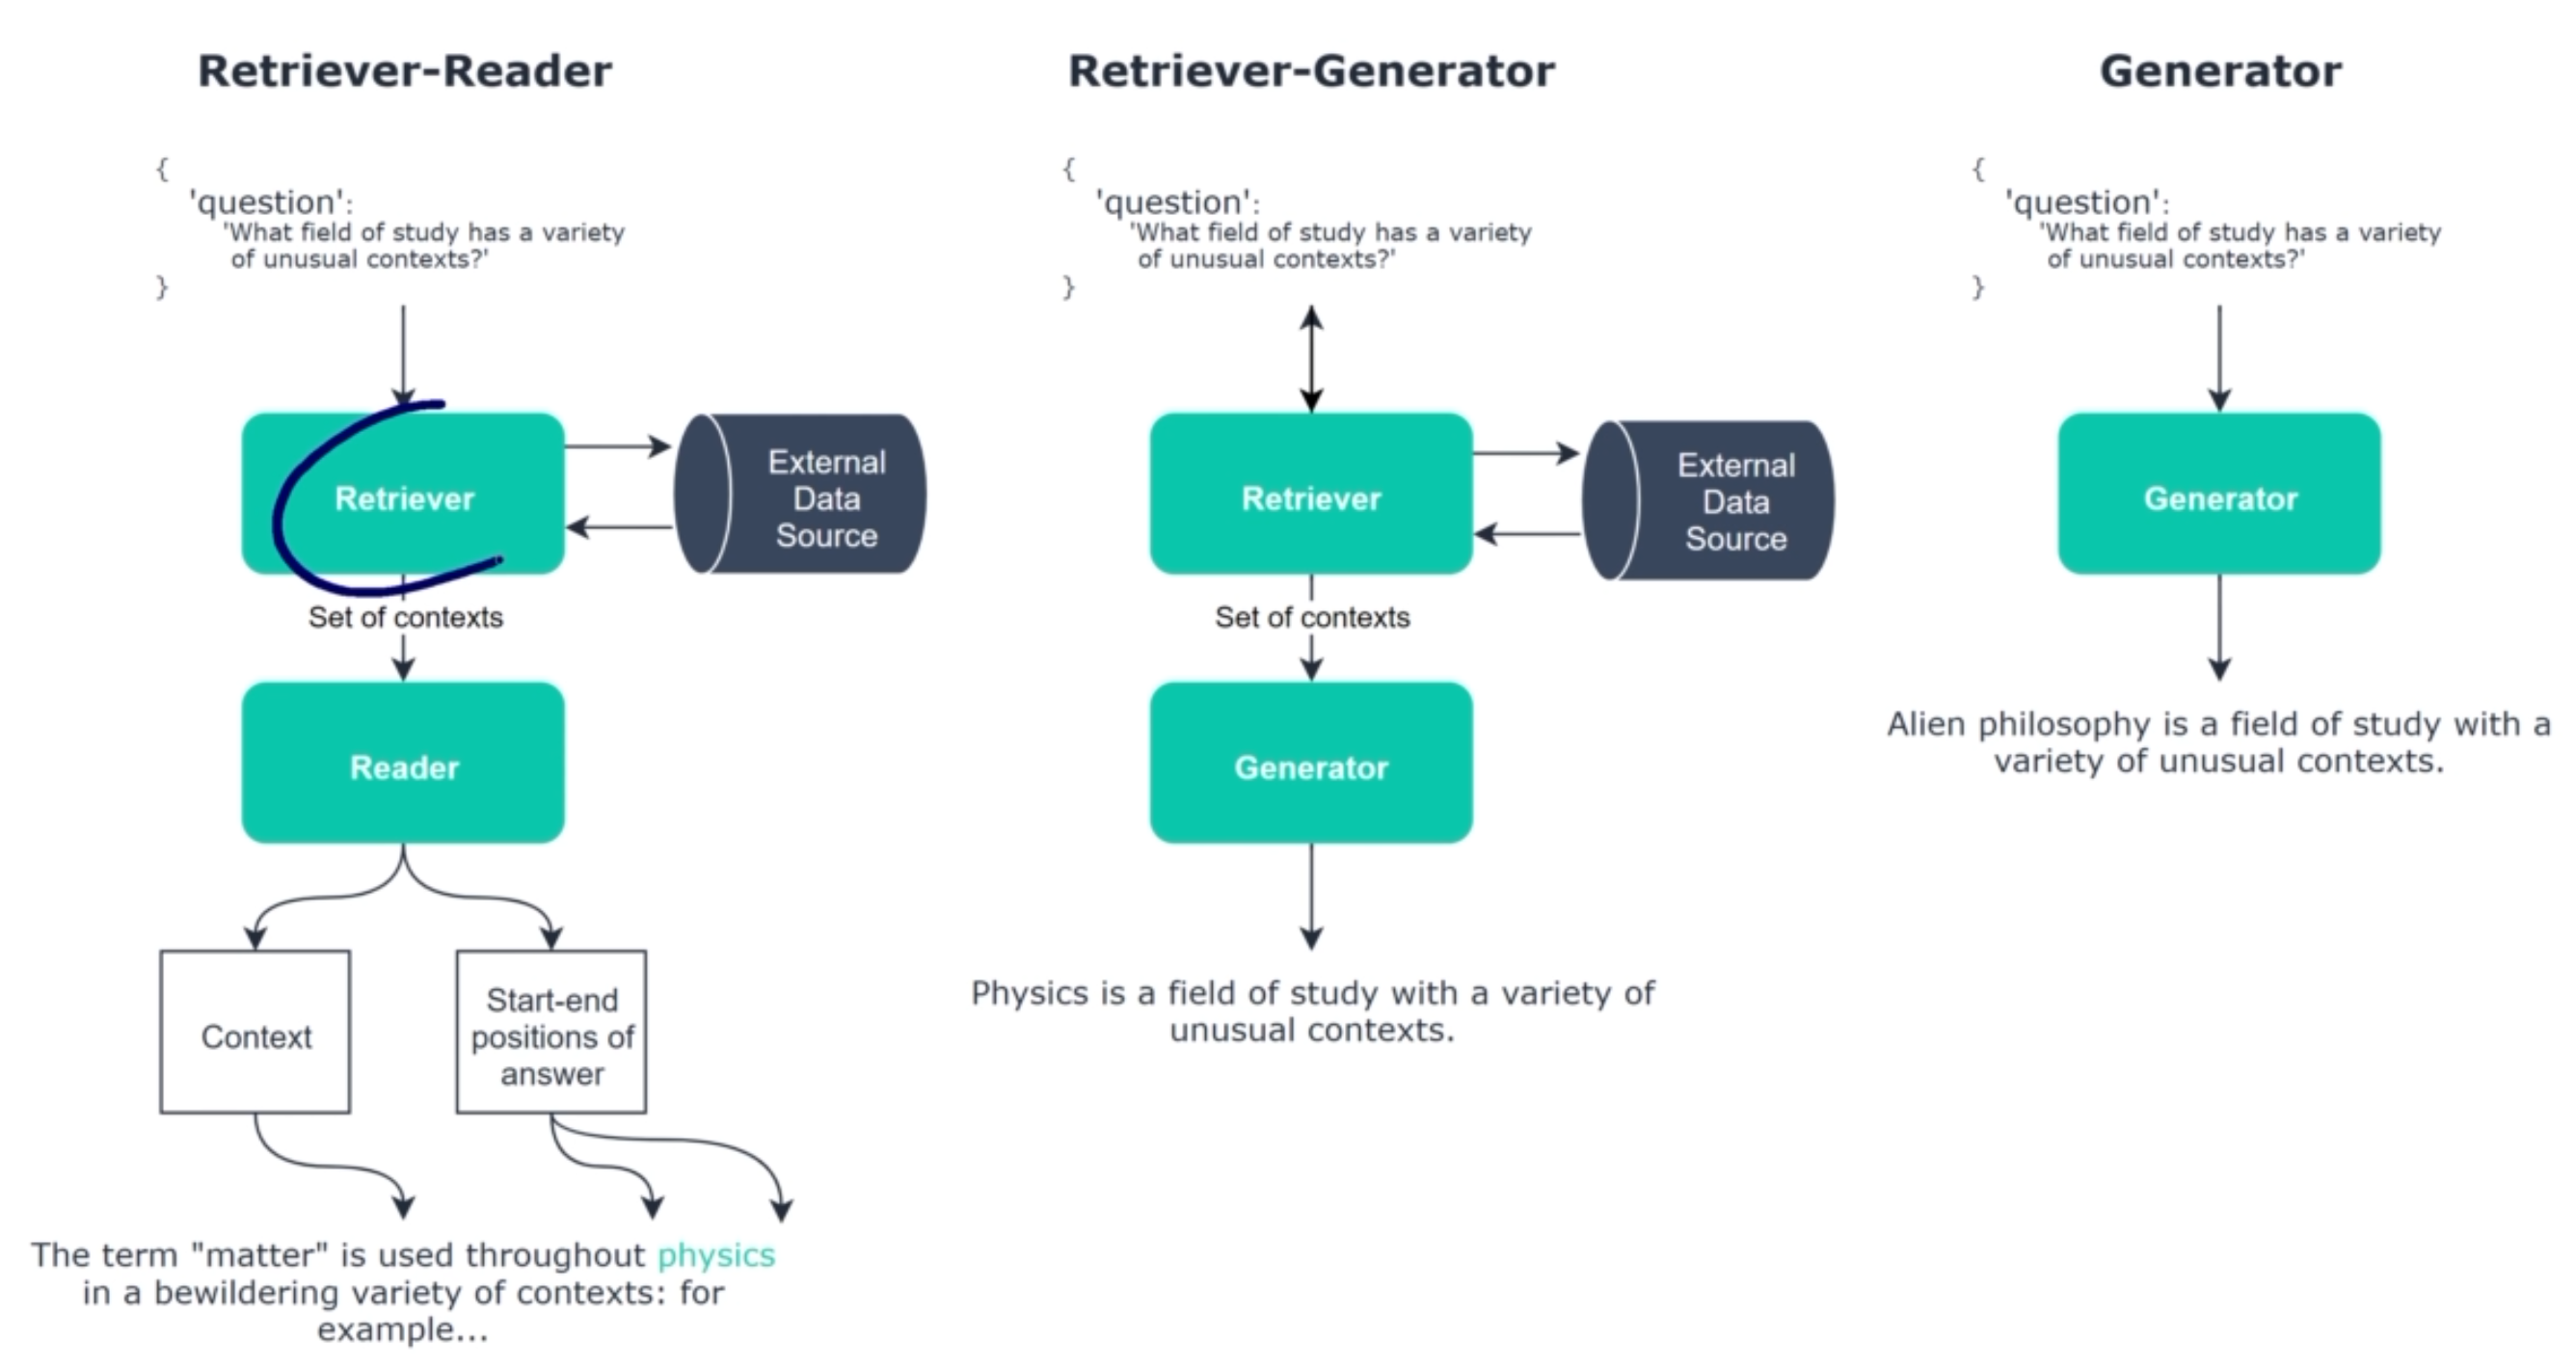 Retriever-Reader
{
'question':
'What field of study has a variety
of unusual contexts?'
}
Retriever
External
Data
Source
Set of contexts
Reader
Context
Start-end
positions of
answer
The term "matter" is used throughout physics
in a bewildering variety of contexts: for
example...
Retriever-Generator
{
'question':
'What field of study has a variety
of unusual contexts?'
}
Retriever
External
Data
Source
Set of contexts
Generator
Physics is a field of study with a variety of
unusual contexts.
Generator
{
'question':
'What field of study has a variety
of unusual contexts?'
}
Generator
Alien philosophy is a field of study with a
variety of unusual contexts.